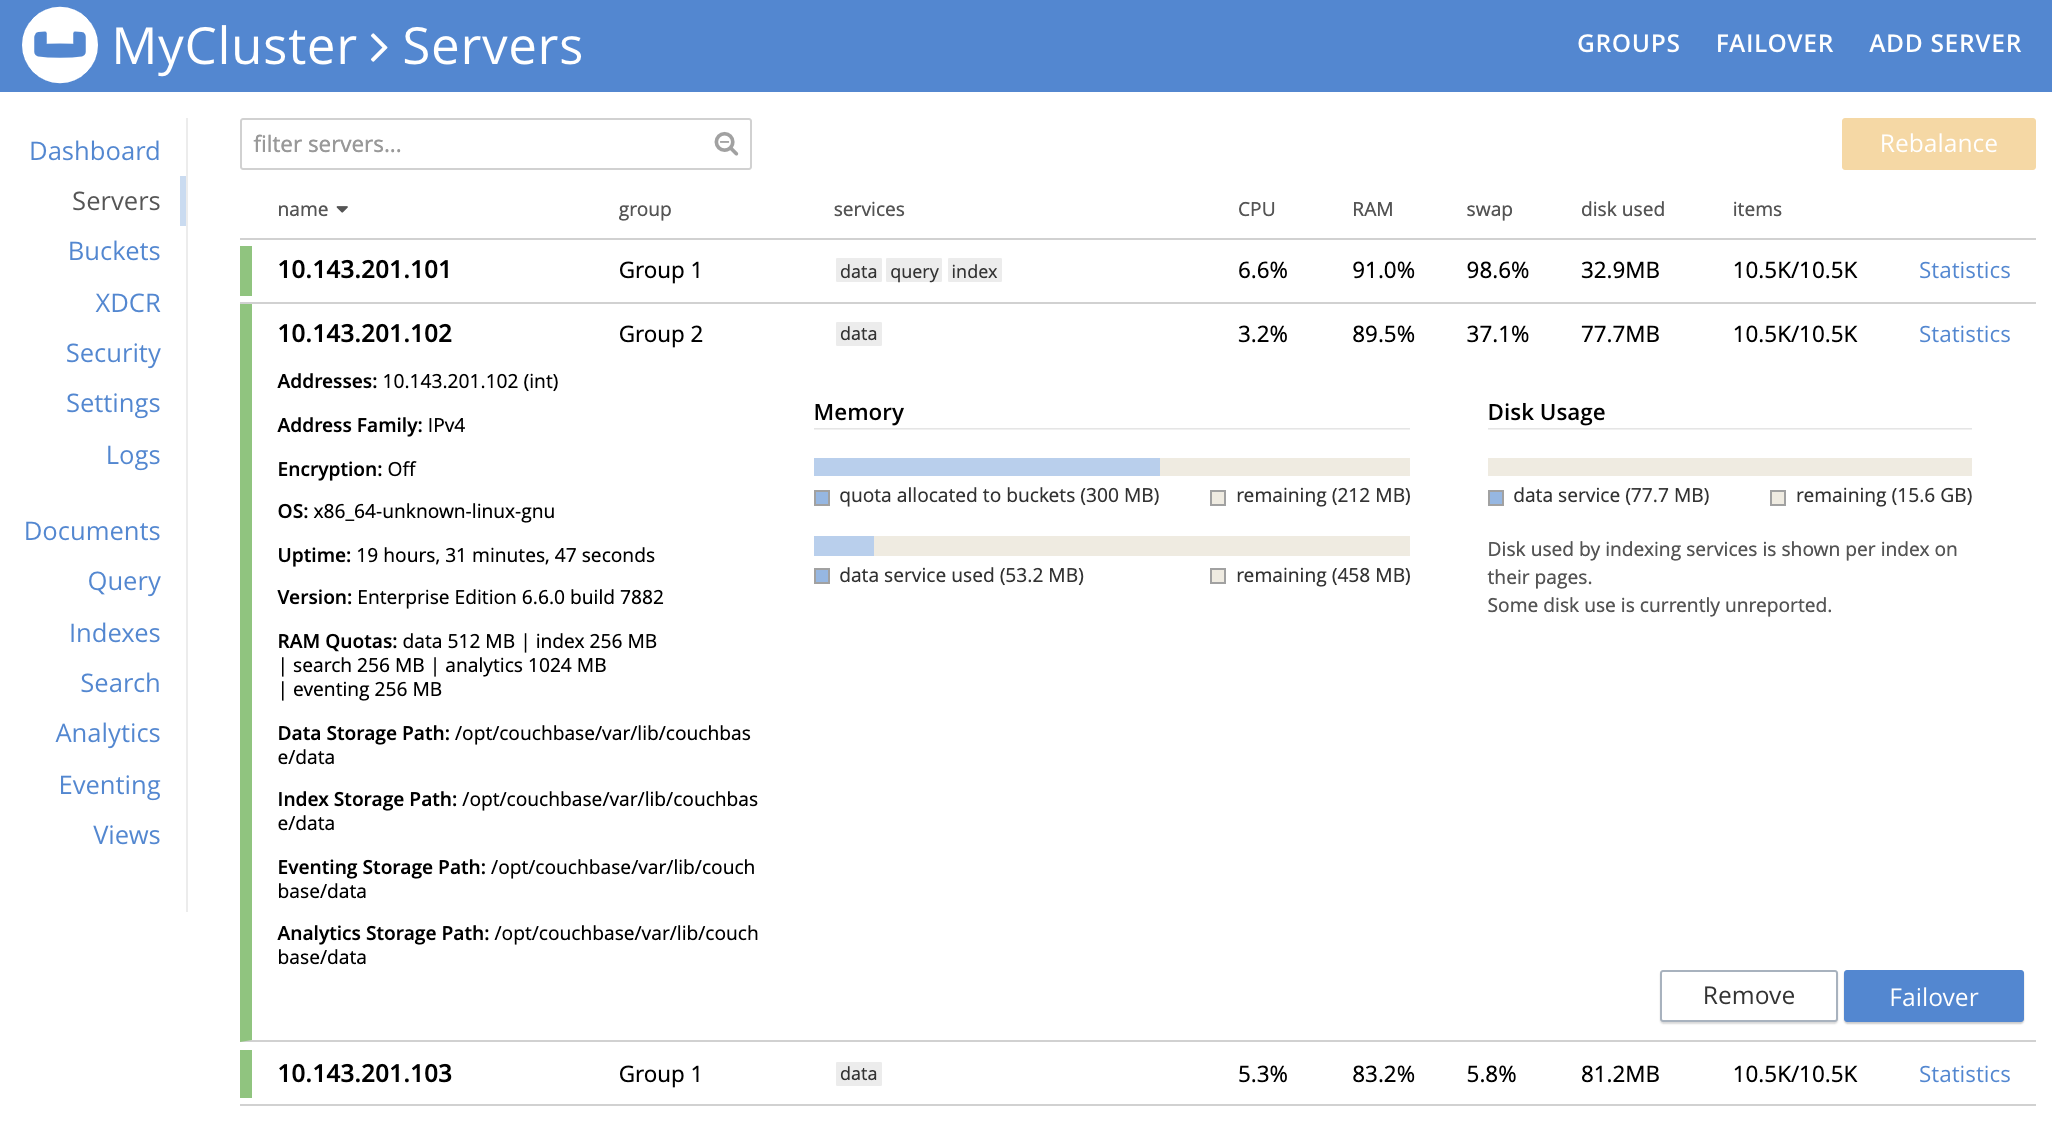 MyCluster > Servers
GROUPS FAILOVER ADD SERVER
Dashboard
Servers
Buckets
XDCR
Security
Settings
Logs
Documents
Query
Indexes
Search
Analytics
Eventing
Views
filter servers...
Rebalance
name group services CPU RAM swap disk used items
10.143.201.101 Group 1 data query index 6.6% 91.0% 98.6% 32.9MB 10.5K/10.5K Statistics
10.143.201.102 Group 2 data 3.2% 89.5% 37.1% 77.7MB 10.5K/10.5K Statistics
Addresses: 10.143.201.102 (int)
Address Family: IPv4
Encryption: Off
OS: x86_64-unknown-linux-gnu
Uptime: 19 hours, 31 minutes, 47 seconds
Version: Enterprise Edition 6.6.0 build 7882
RAM Quotas: data 512 MB | index 256 MB
| search 256 MB | analytics 1024 MB
| eventing 256 MB
Data Storage Path: /opt/couchbase/var/lib/couchbas
e/data
Index Storage Path: /opt/couchbase/var/lib/couchbas
e/data
Eventing Storage Path: /opt/couchbase/var/lib/couch
base/data
Analytics Storage Path: /opt/couchbase/var/lib/couch
base/data
Memory
quota allocated to buckets (300 MB) remaining (212 MB)
data service used (53.2 MB) remaining (458 MB)
Disk Usage
data service (77.7 MB) remaining (15.6 GB)
Disk used by indexing services is shown per index on
their pages.
Some disk use is currently unreported.
Remove Failover
10.143.201.103 Group 1 data 5.3% 83.2% 5.8% 81.2MB 10.5K/10.5K Statistics